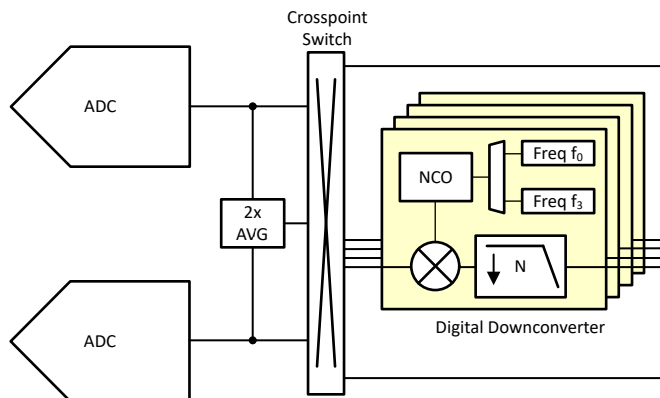 Crosspoint
Switch
ADC
Freq f₀
NCO
Freq f₃
2x
AVG
N
Digital Downconverter
ADC